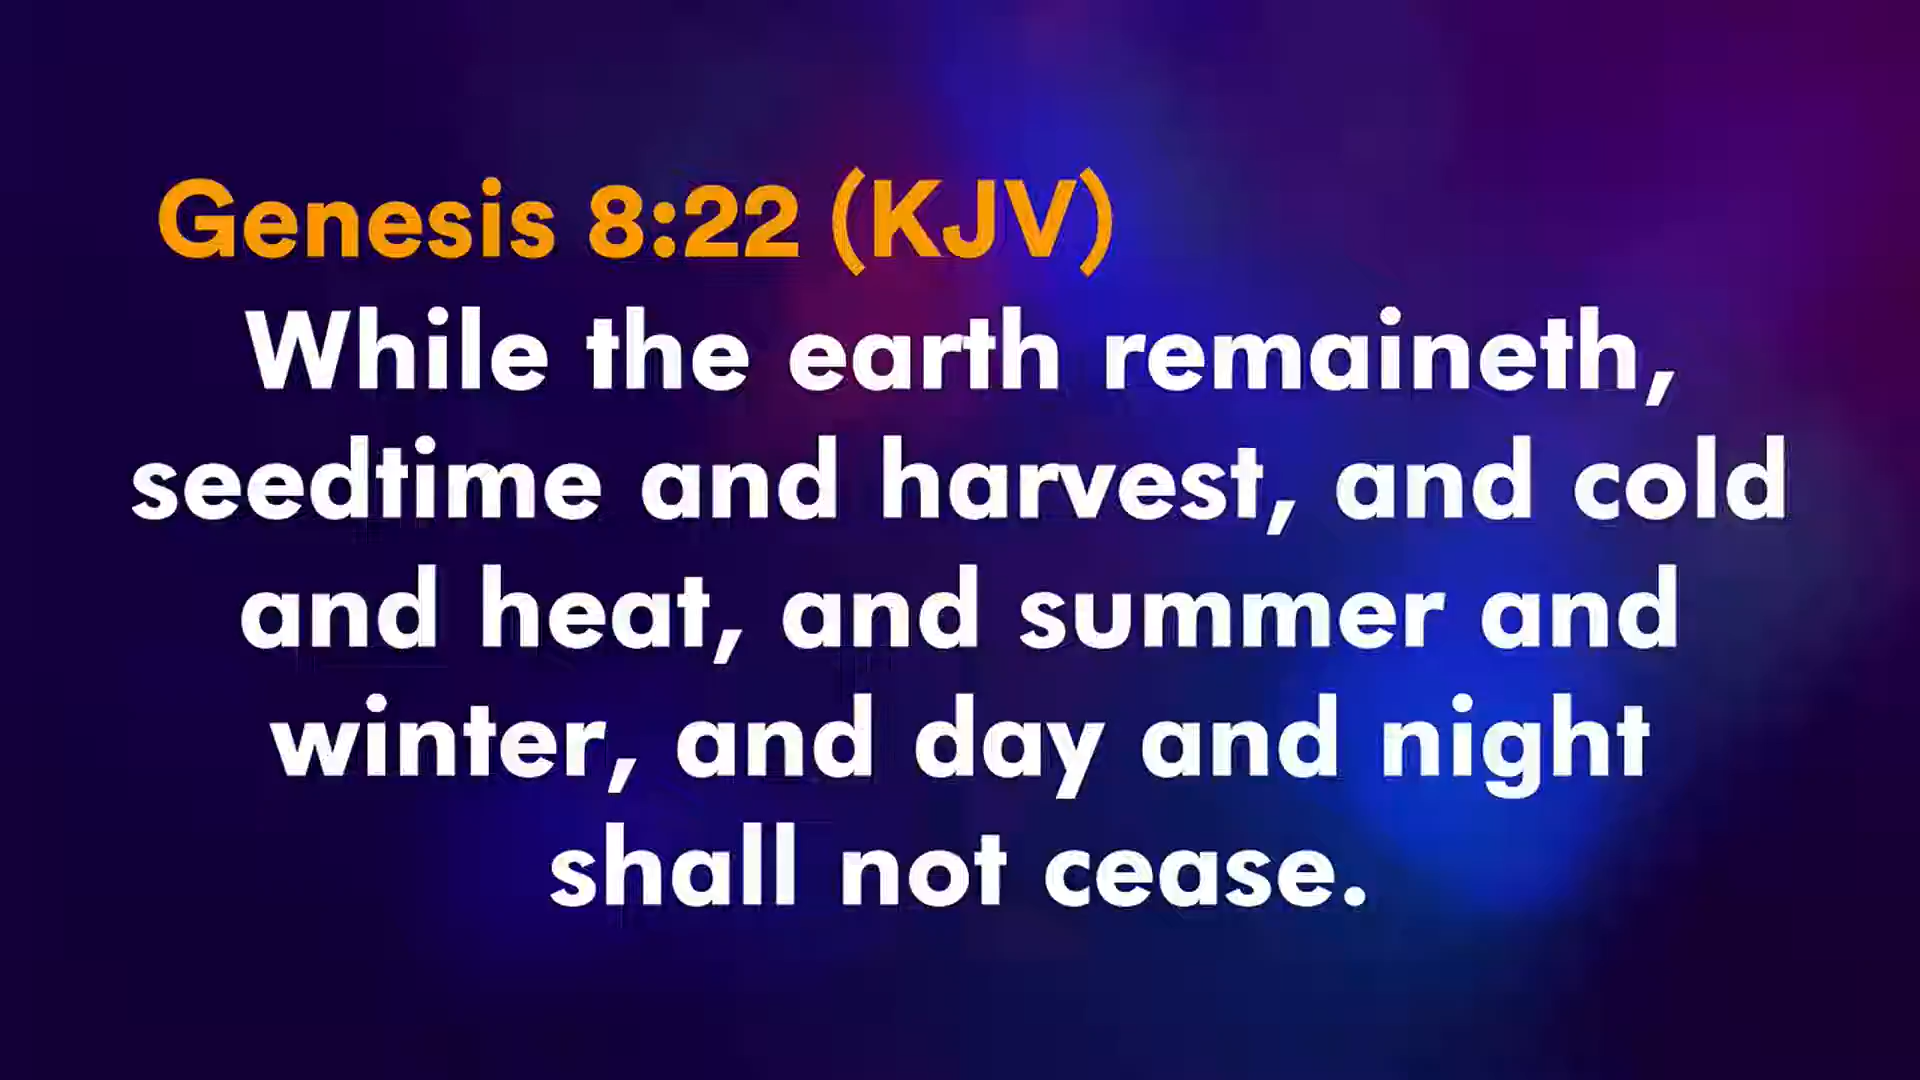 Genesis 8:22 (KJV)
While the earth remaineth,
seedtime and harvest, and cold
and heat, and summer and
winter, and day and night
shall not cease.